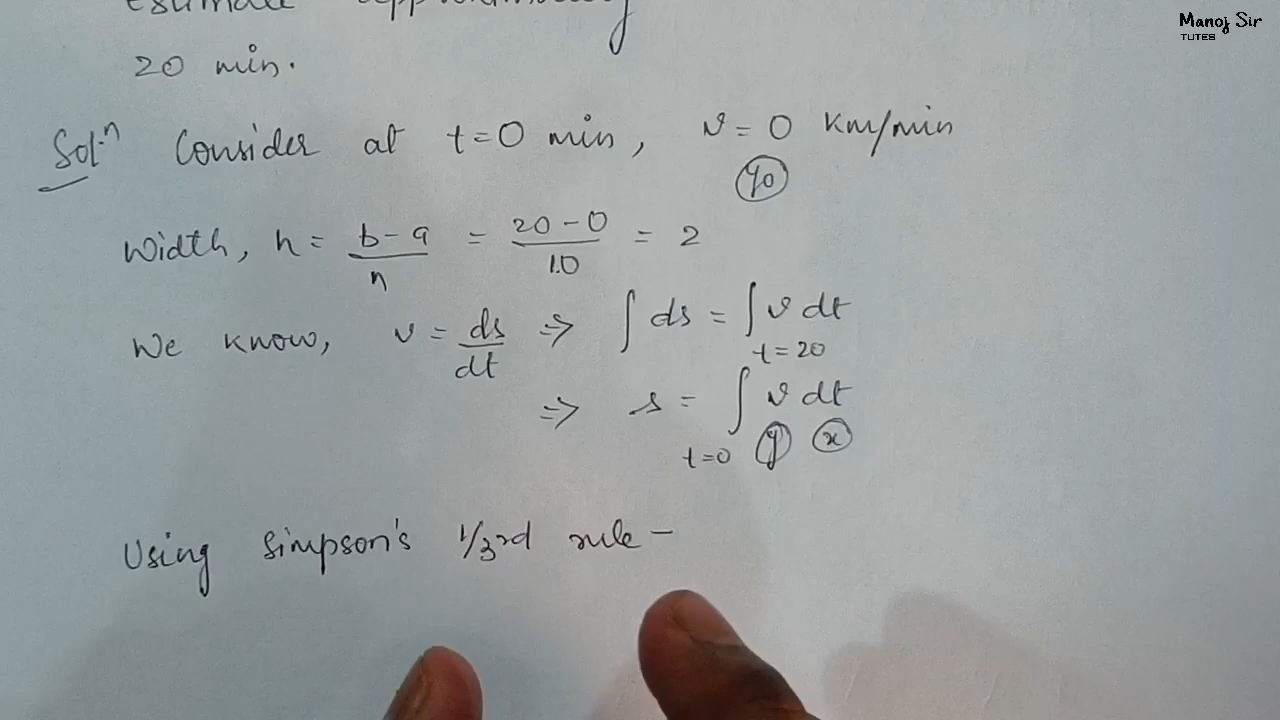 Manoj Sir
TUTES
20 min.
Sol.ⁿ Consider at t=0 min, v = 0 km/min
y₀
Width, h = b-a/n = 20-0/10 = 2
We know, v = ds/dt ⇒ ∫ ds = ∫ v dt
t=20
⇒ s = ∫ v dt
t=0 y x
Using Simpson's 1/3rd rule -